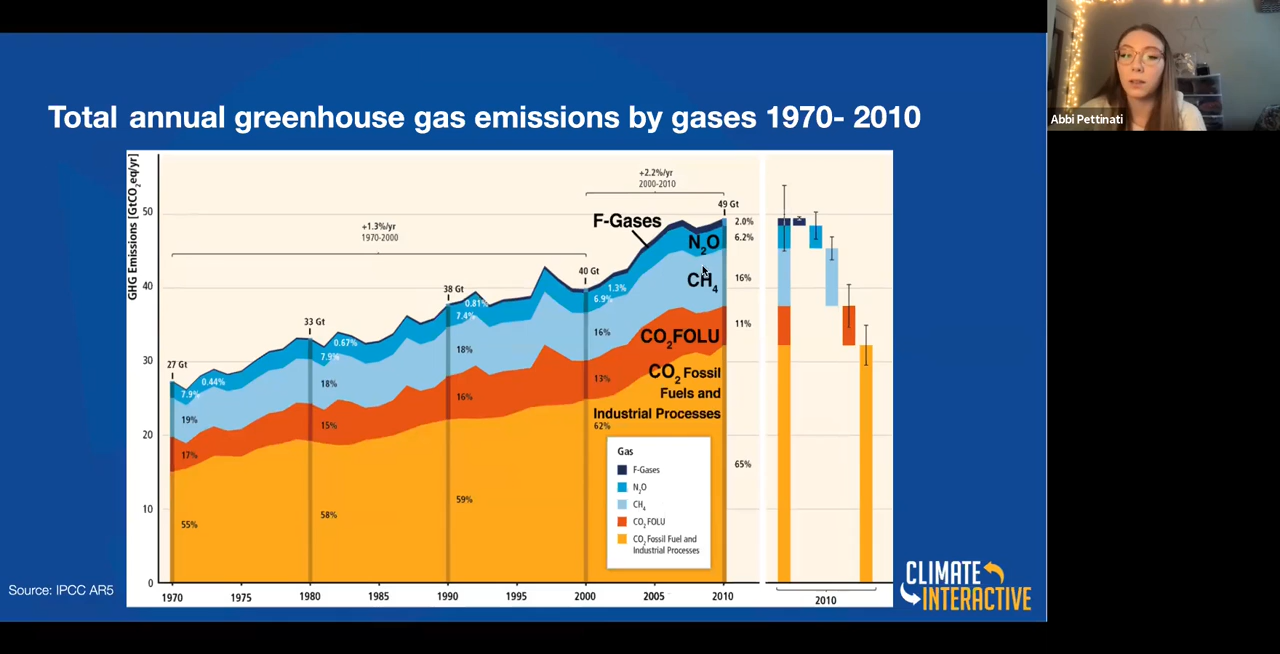 Abbi Pettinati
Total annual greenhouse gas emissions by gases 1970- 2010
GHG Emissions [GtCO2eq/yr]
50
40
30
20
10
0
+1.3%/yr
1970-2000
+2.2%/yr
2000-2010
27 Gt
33 Gt
38 Gt
40 Gt
49 Gt
0.44%
7.9%
19%
17%
55%
0.67%
7.9%
18%
15%
58%
0.81%
7.4%
18%
16%
59%
1.3%
6.9%
16%
13%
62%
2.0%
6.2%
16%
11%
65%
F-Gases
N2O
CH4
CO2FOLU
CO2 Fossil
Fuels and
Industrial Processes
Gas
F-Gases
N2O
CH4
CO2 FOLU
CO2 Fossil Fuel and
Industrial Processes
1970 1975 1980 1985 1990 1995 2000 2005 2010
2010
Source: IPCC AR5
CLIMATE
INTERACTIVE